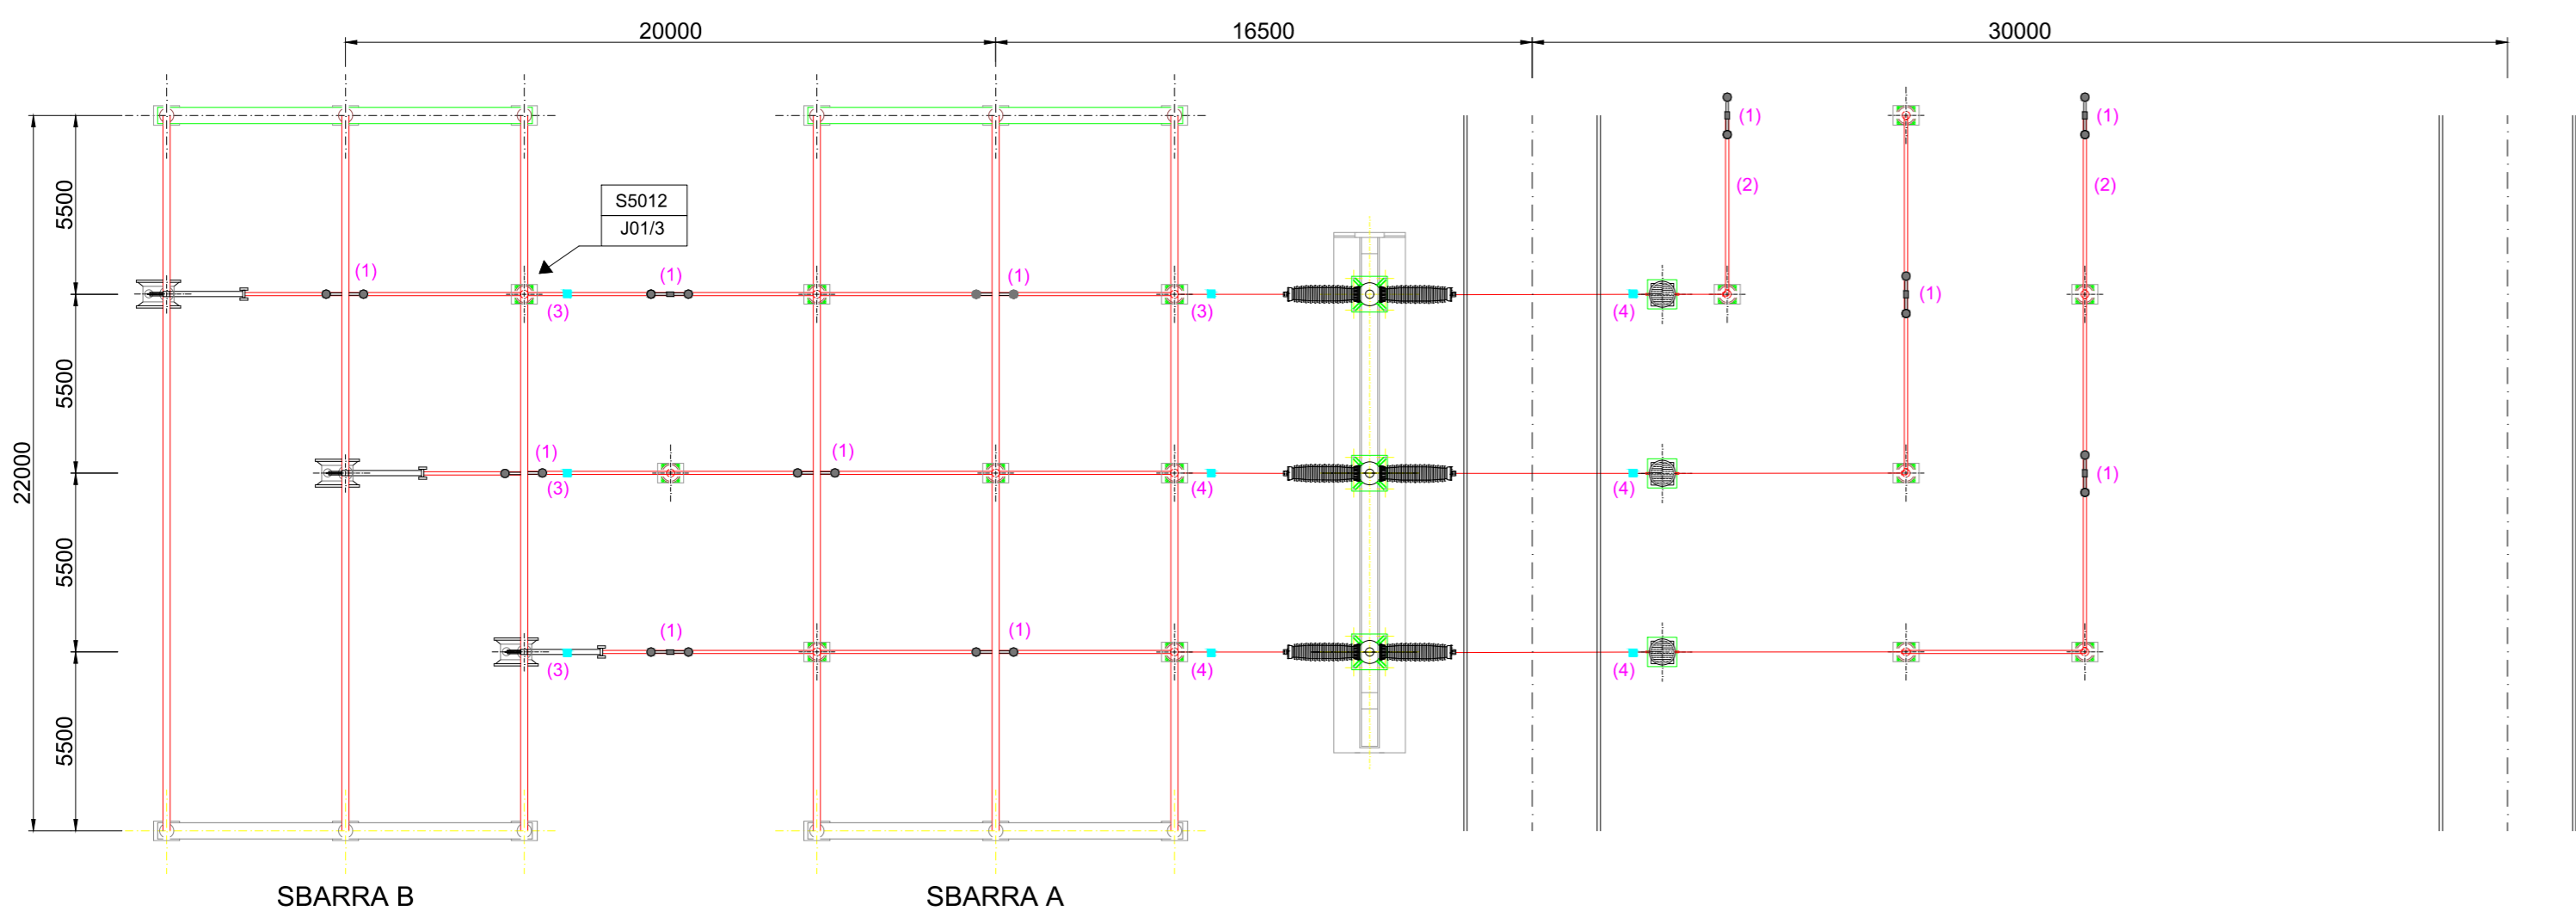 20000 16500 30000
(1) (1)
5500 (2) (2)
S5012
J01/3
(1) (1) (1)
(1)
(3) (3) (4)
5500
(1) (1)
(1)
(3) (4) (4)
22000
5500
(1) (1)
(3) (4) (4)
5500
SBARRA B SBARRA A